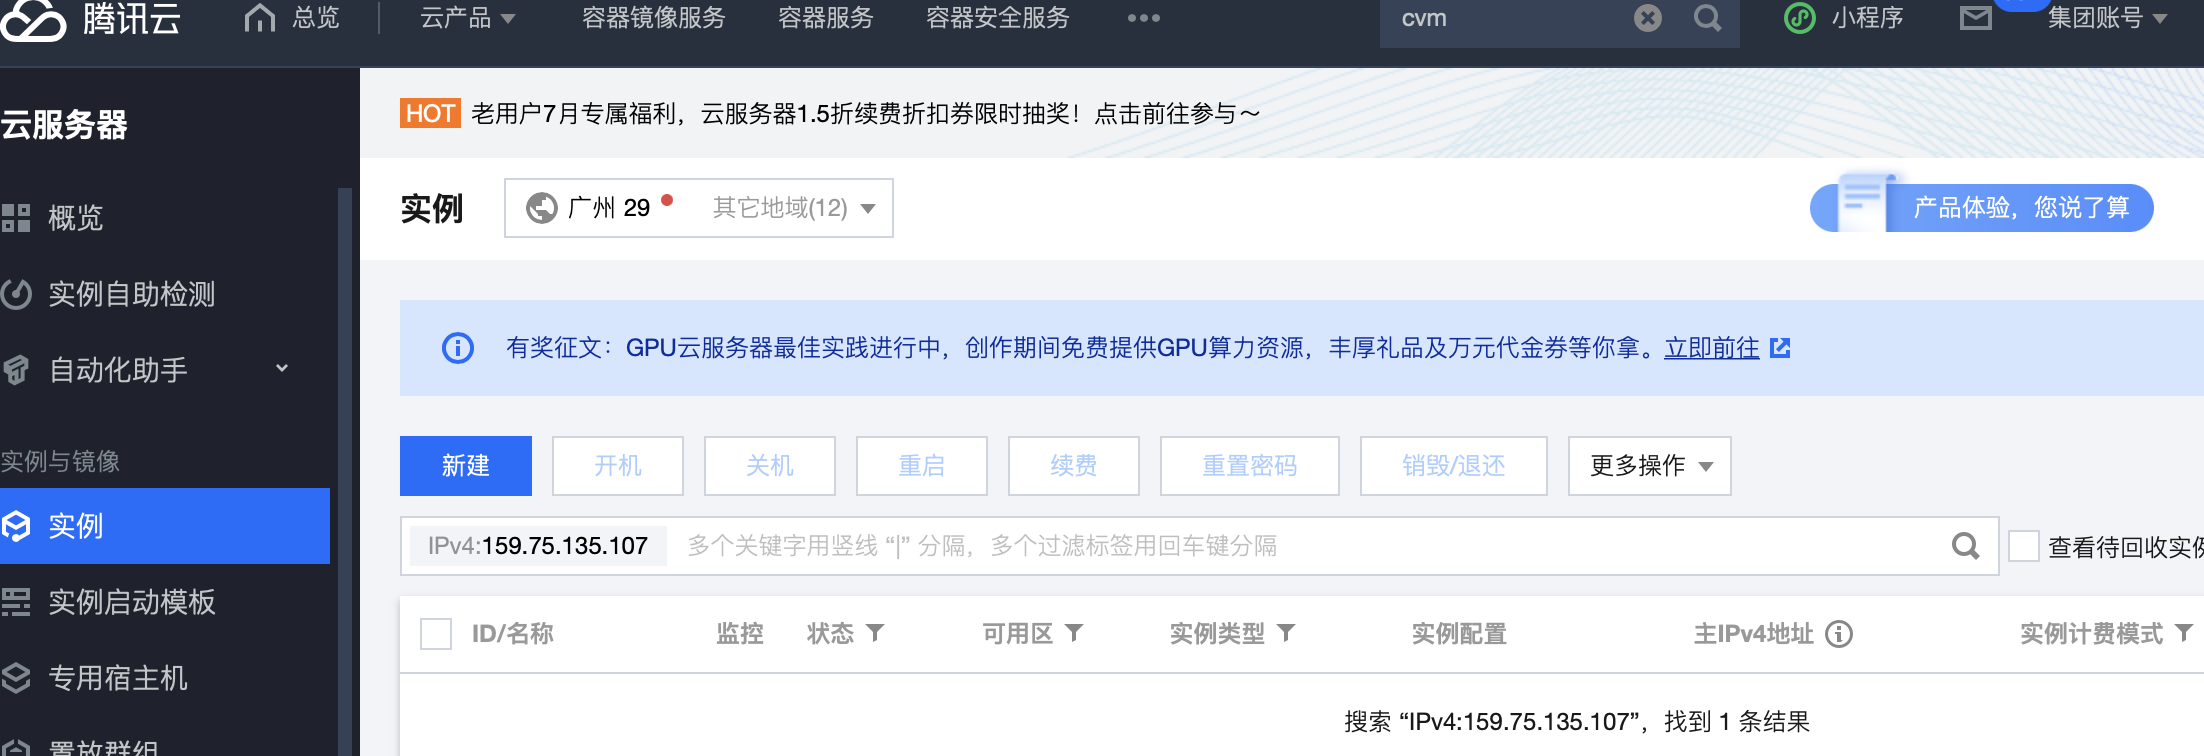 腾讯云 总览 云产品 容器镜像服务 容器服务 容器安全服务 ••• cvm 小程序 集团账号
云服务器
HOT 老用户7月专属福利，云服务器1.5折续费折扣券限时抽奖！点击前往参与～
实例 广州 29 其它地域(12) 产品体验，您说了算
概览
实例自助检测
自动化助手
实例与镜像
实例
实例启动模板
专用宿主机
置放群组
有奖征文：GPU云服务器最佳实践进行中，创作期间免费提供GPU算力资源，丰厚礼品及万元代金券等你拿。立即前往
新建 开机 关机 重启 续费 重置密码 销毁/退还 更多操作
IPv4:159.75.135.107 多个关键字用竖线 “|” 分隔，多个过滤标签用回车键分隔 查看待回收实例
ID/名称 监控 状态 可用区 实例类型 实例配置 主IPv4地址 实例计费模式
搜索 “IPv4:159.75.135.107”，找到 1 条结果